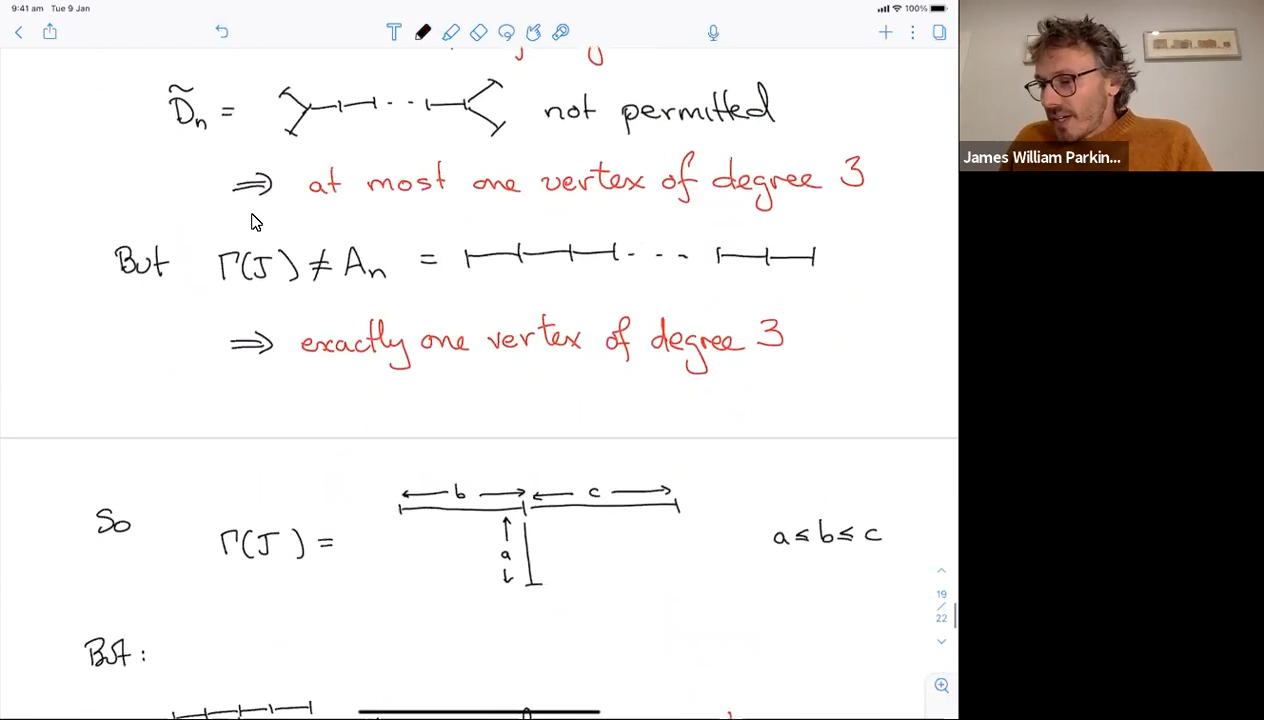 9:41 am Tue 9 Jan
100%
D̃n = not permitted
⇒ at most one vertex of degree 3
But Γ(J) ≠ An =
⇒ exactly one vertex of degree 3
b c
So Γ(J) = a a ≤ b ≤ c
But:
19
/
22
James William Parkin...